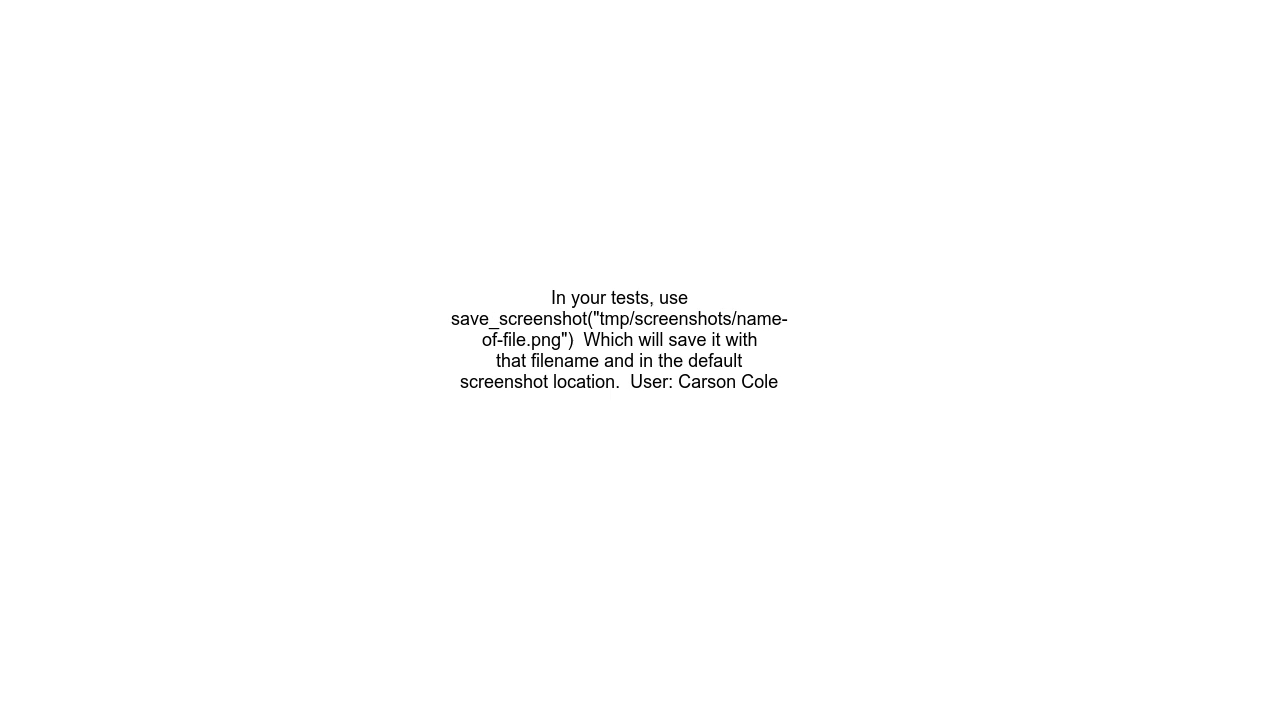 In your tests, use
save_screenshot("tmp/screenshots/name-
of-file.png")  Which will save it with
that filename and in the default
screenshot location.  User: Carson Cole